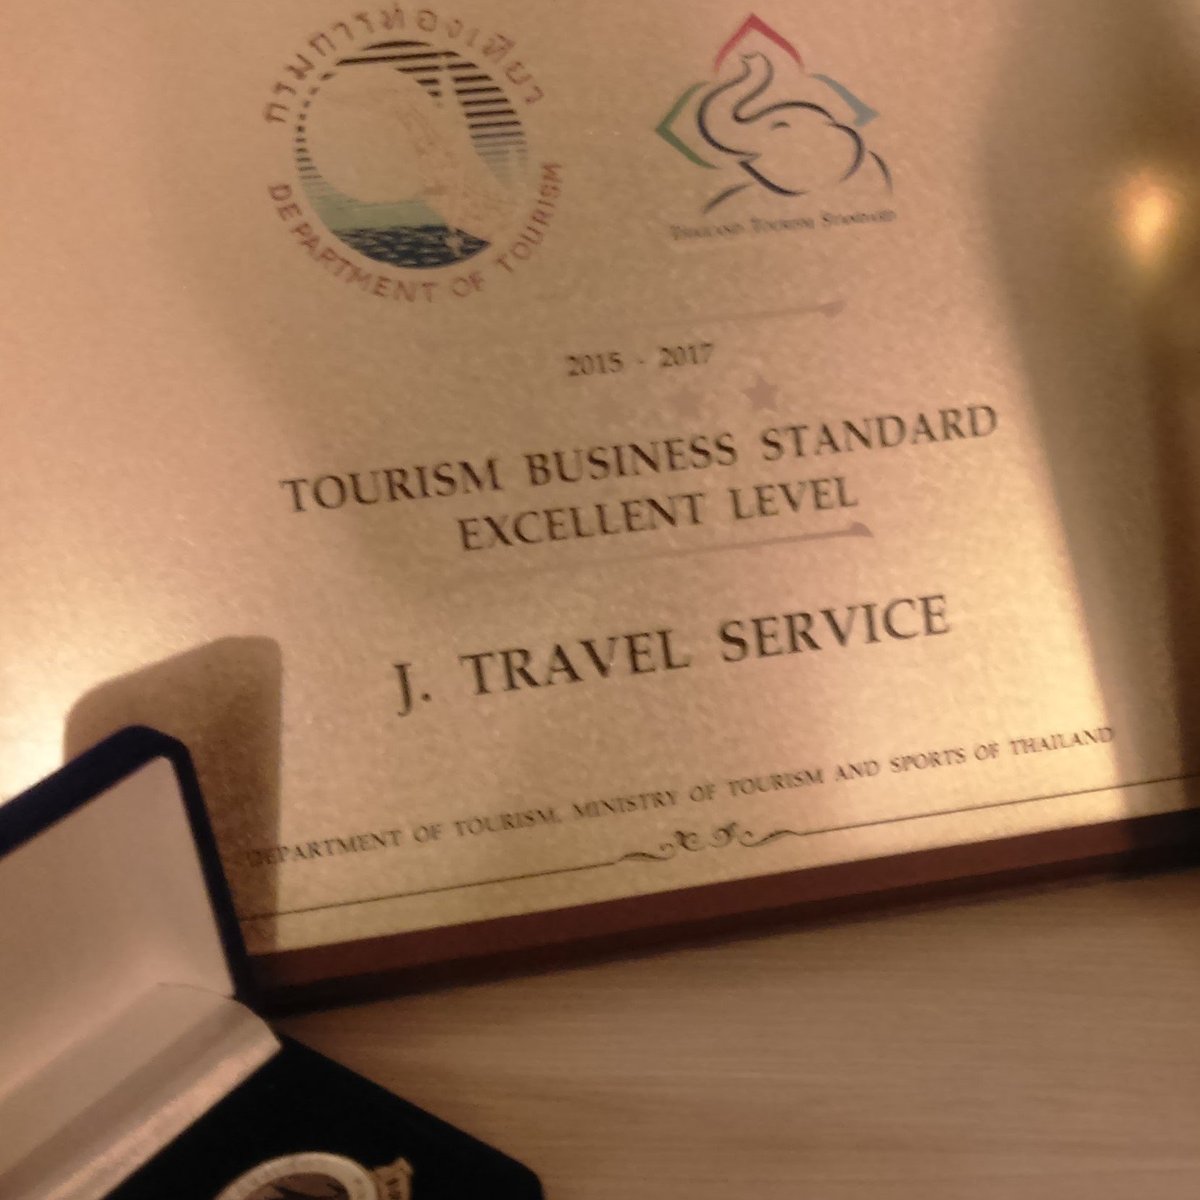 กรมการท่องเที่ยว
DEPARTMENT OF TOURISM
THAILAND TOURISM STANDARD
2015 - 2017
TOURISM BUSINESS STANDARD
EXCELLENT LEVEL
J. TRAVEL SERVICE
DEPARTMENT OF TOURISM, MINISTRY OF TOURISM AND SPORTS OF THAILAND